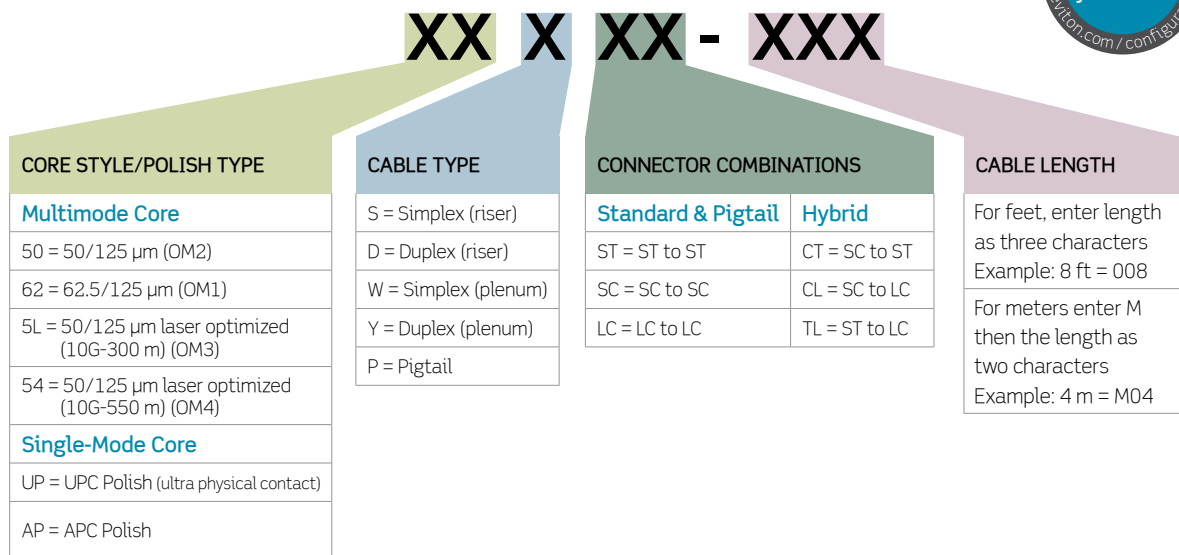 XX X XX - XXX
CORE STYLE/POLISH TYPE
Multimode Core
50 = 50/125 µm (OM2)
62 = 62.5/125 µm (OM1)
5L = 50/125 µm laser optimized
(10G-300 m) (OM3)
54 = 50/125 µm laser optimized
(10G-550 m) (OM4)
Single-Mode Core
UP = UPC Polish (ultra physical contact)
AP = APC Polish
CABLE TYPE
S = Simplex (riser)
D = Duplex (riser)
W = Simplex (plenum)
Y = Duplex (plenum)
P = Pigtail
CONNECTOR COMBINATIONS
Standard & Pigtail Hybrid
ST = ST to ST CT = SC to ST
SC = SC to SC CL = SC to LC
LC = LC to LC TL = ST to LC
CABLE LENGTH
For feet, enter length
as three characters
Example: 8 ft = 008
For meters enter M
then the length as
two characters
Example: 4 m = M04